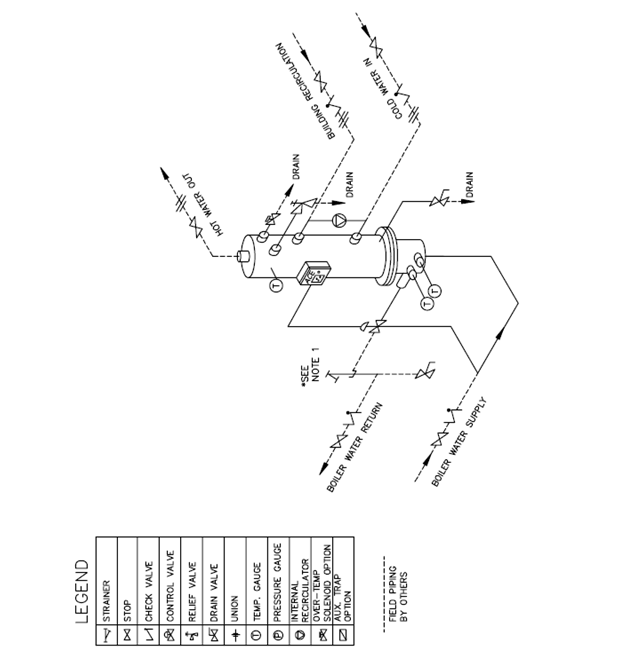 BUILDING RECIRCULATION
COLD WATER IN
HOT WATER OUT
DRAIN
DRAIN
DRAIN
T
T
T
*SEE
NOTE 1
BOILER WATER RETURN
BOILER WATER SUPPLY
LEGEND
STRAINER
STOP
CHECK VALVE
CONTROL VALVE
RELIEF VALVE
DRAIN VALVE
UNION
T TEMP. GAUGE
P PRESSURE GAUGE
INTERNAL
RECIRCULATOR
OVER-TEMP
SOLENOID OPTION
AUX. TRAP
OPTION
FIELD PIPING
BY OTHERS